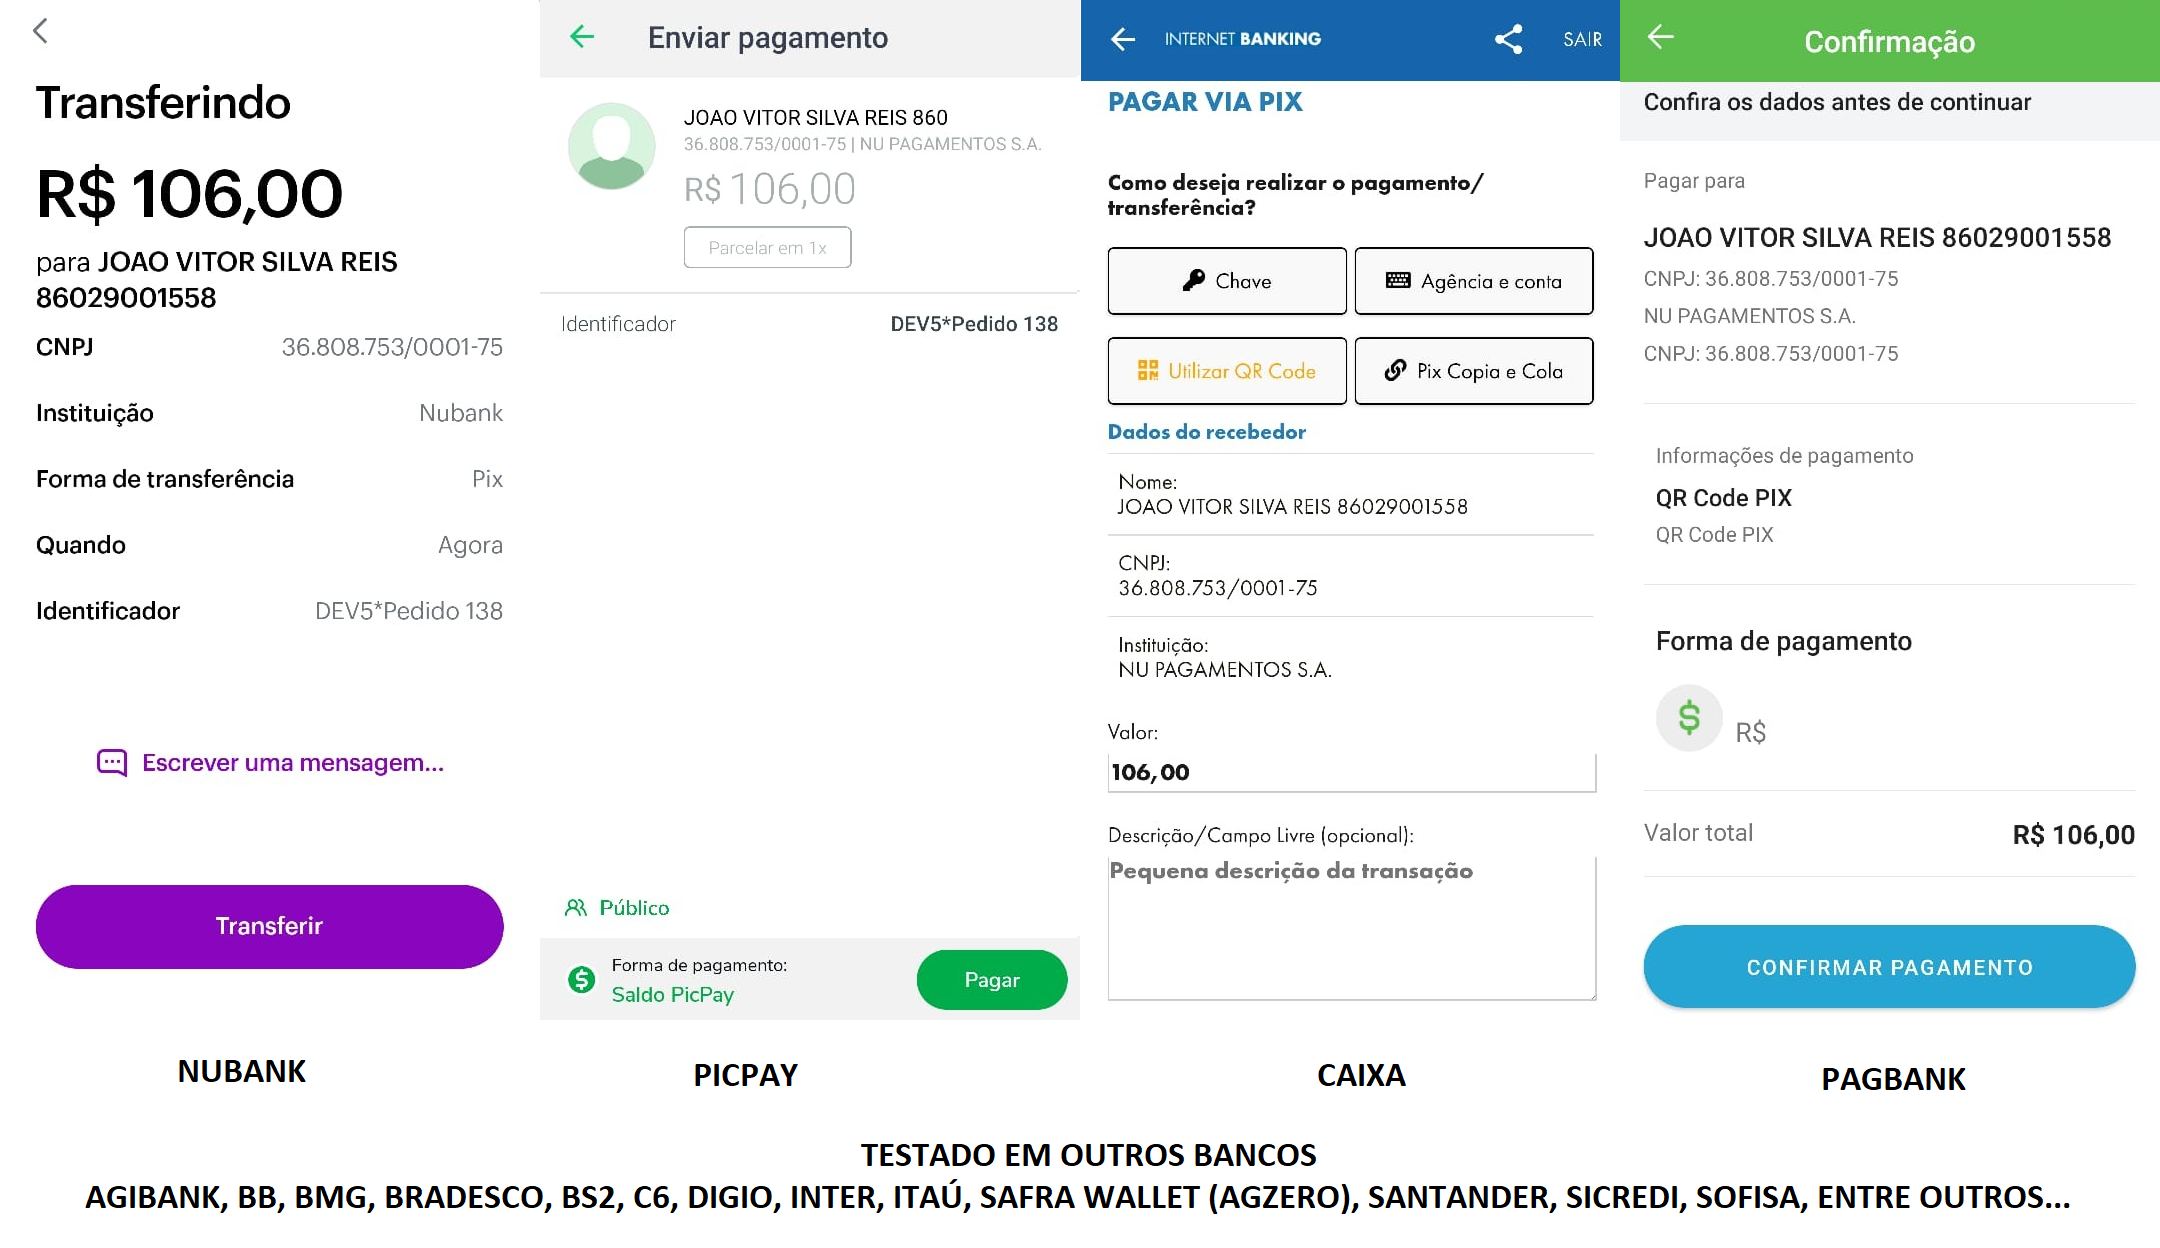 Transferindo
R$ 106,00
para JOAO VITOR SILVA REIS
86029001558
CNPJ 36.808.753/0001-75
Instituição Nubank
Forma de transferência Pix
Quando Agora
Identificador DEV5*Pedido 138
Escrever uma mensagem...
Transferir
NUBANK
Enviar pagamento
JOAO VITOR SILVA REIS 860
36.808.753/0001-75 | NU PAGAMENTOS S.A.
R$ 106,00
Parcelar em 1x
Identificador DEV5*Pedido 138
Público
Forma de pagamento:
Saldo PicPay
Pagar
PICPAY
INTERNET BANKING SAIR
PAGAR VIA PIX
Como deseja realizar o pagamento/
transferência?
Chave
Agência e conta
Utilizar QR Code
Pix Copia e Cola
Dados do recebedor
Nome:
JOAO VITOR SILVA REIS 86029001558
CNPJ:
36.808.753/0001-75
Instituição:
NU PAGAMENTOS S.A.
Valor:
106,00
Descrição/Campo Livre (opcional):
Pequena descrição da transação
CAIXA
Confirmação
Confira os dados antes de continuar
Pagar para
JOAO VITOR SILVA REIS 86029001558
CNPJ: 36.808.753/0001-75
NU PAGAMENTOS S.A.
CNPJ: 36.808.753/0001-75
Informações de pagamento
QR Code PIX
QR Code PIX
Forma de pagamento
R$
Valor total R$ 106,00
CONFIRMAR PAGAMENTO
PAGBANK
TESTADO EM OUTROS BANCOS
AGIBANK, BB, BMG, BRADESCO, BS2, C6, DIGIO, INTER, ITAÚ, SAFRA WALLET (AGZERO), SANTANDER, SICREDI, SOFISA, ENTRE OUTROS...